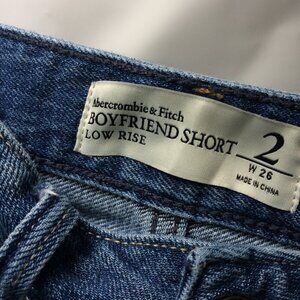 Abercrombie & Fitch
BOYFRIEND SHORT
LOW RISE
2
W 26
MADE IN CHINA